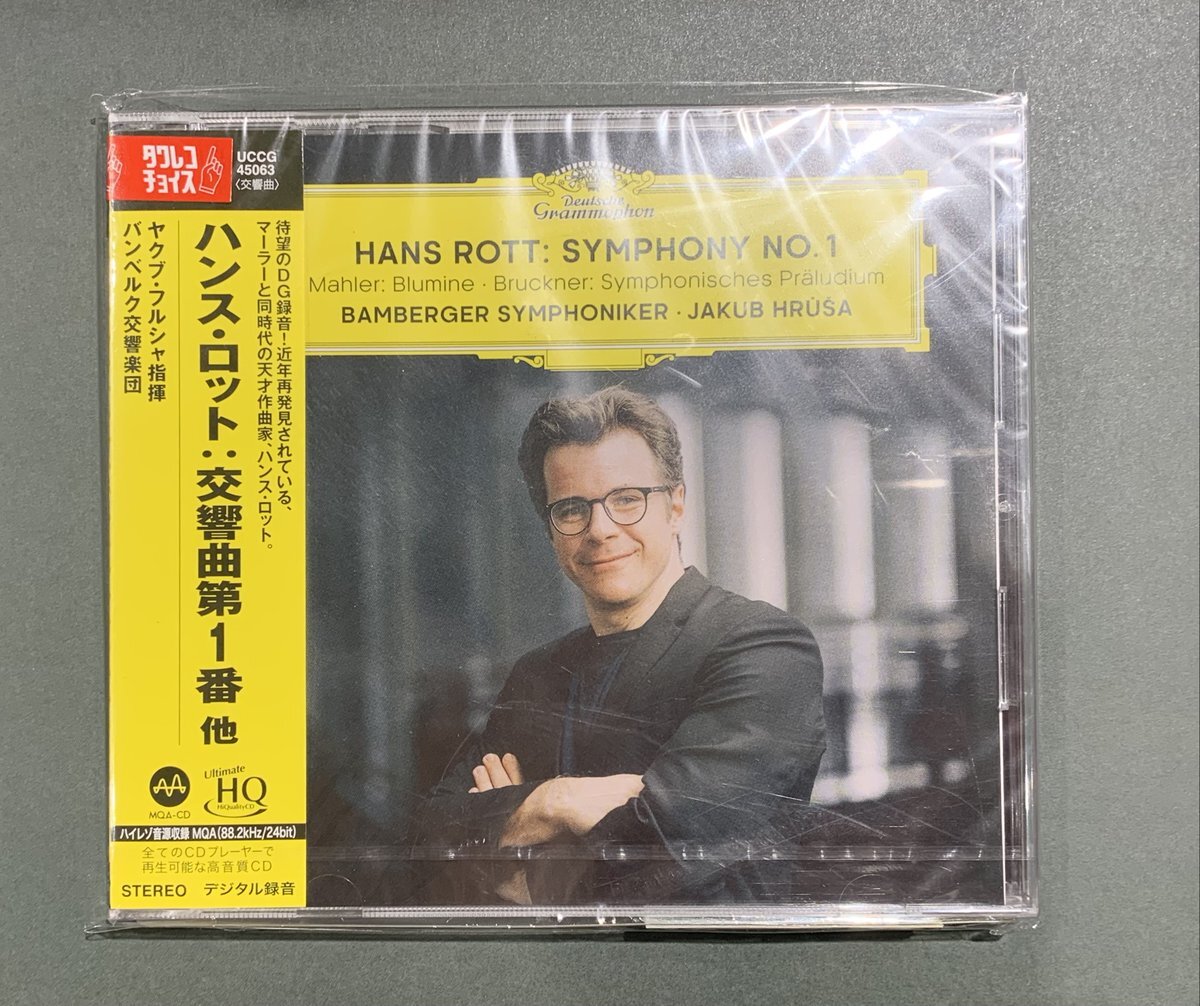 タワレコ
チョイス
UCCG
45063
〈交響曲〉
待望のDG録音！近年再発見されている、
マーラーと同時代の天才作曲家、ハンス・ロット。
ハンス・ロット：交響曲第1番 他
ヤクブ・フルシャ指揮
バンベルク交響楽団
MQA-CD
Ultimate
HQ
HiQualityCD
ハイレゾ音源収録 MQA(88.2kHz/24bit)
全てのCDプレーヤーで
再生可能な高音質CD
STEREO デジタル録音
Deutsche
Grammophon
HANS ROTT: SYMPHONY NO. 1
Mahler: Blumine · Bruckner: Symphonisches Präludium
BAMBERGER SYMPHONIKER · JAKUB HRŮŠA